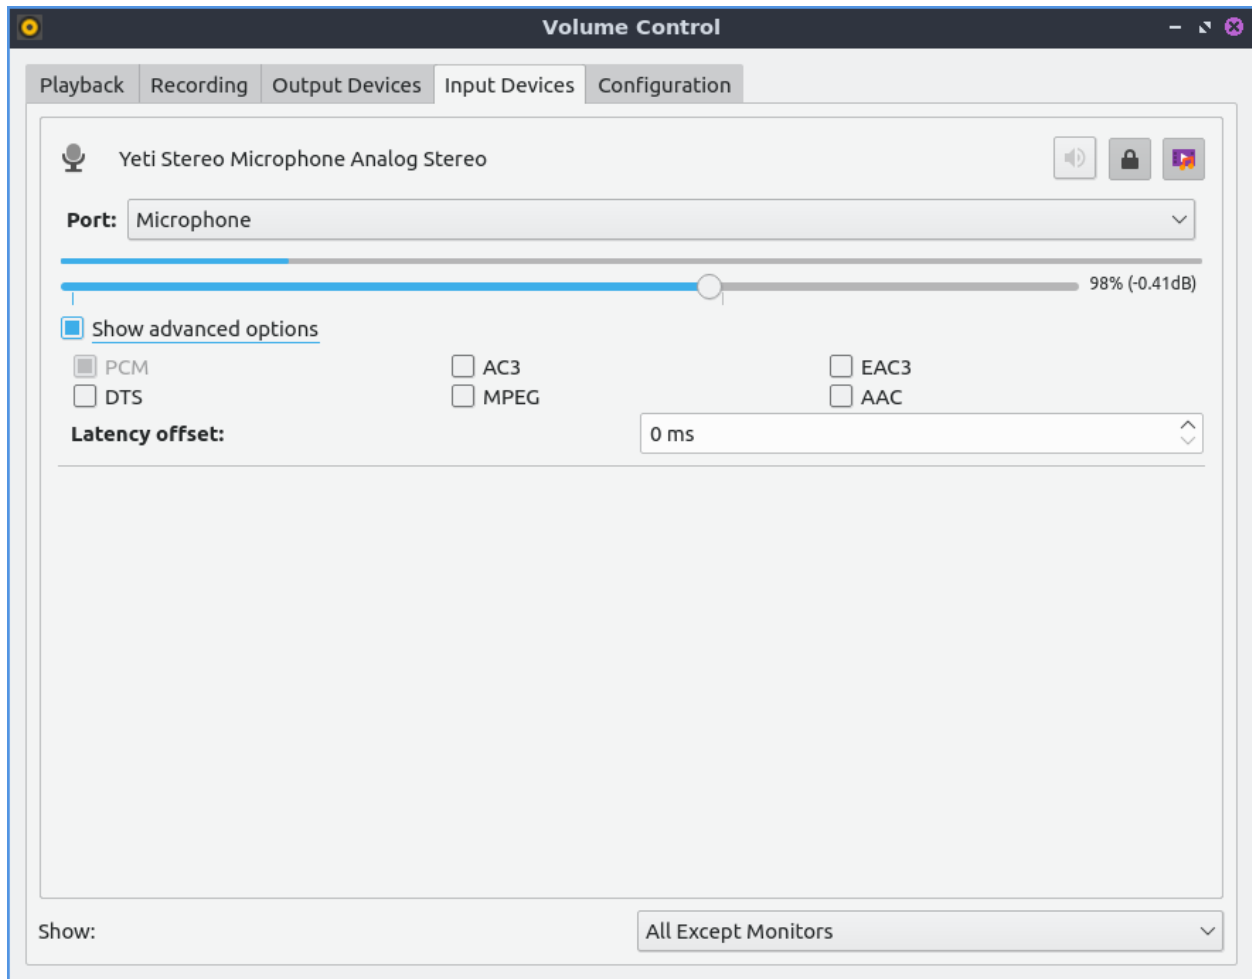 Volume Control
Playback Recording Output Devices Input Devices Configuration
Yeti Stereo Microphone Analog Stereo
Port: Microphone
98% (-0.41dB)
Show advanced options
PCM AC3 EAC3
DTS MPEG AAC
Latency offset: 0 ms
Show: All Except Monitors